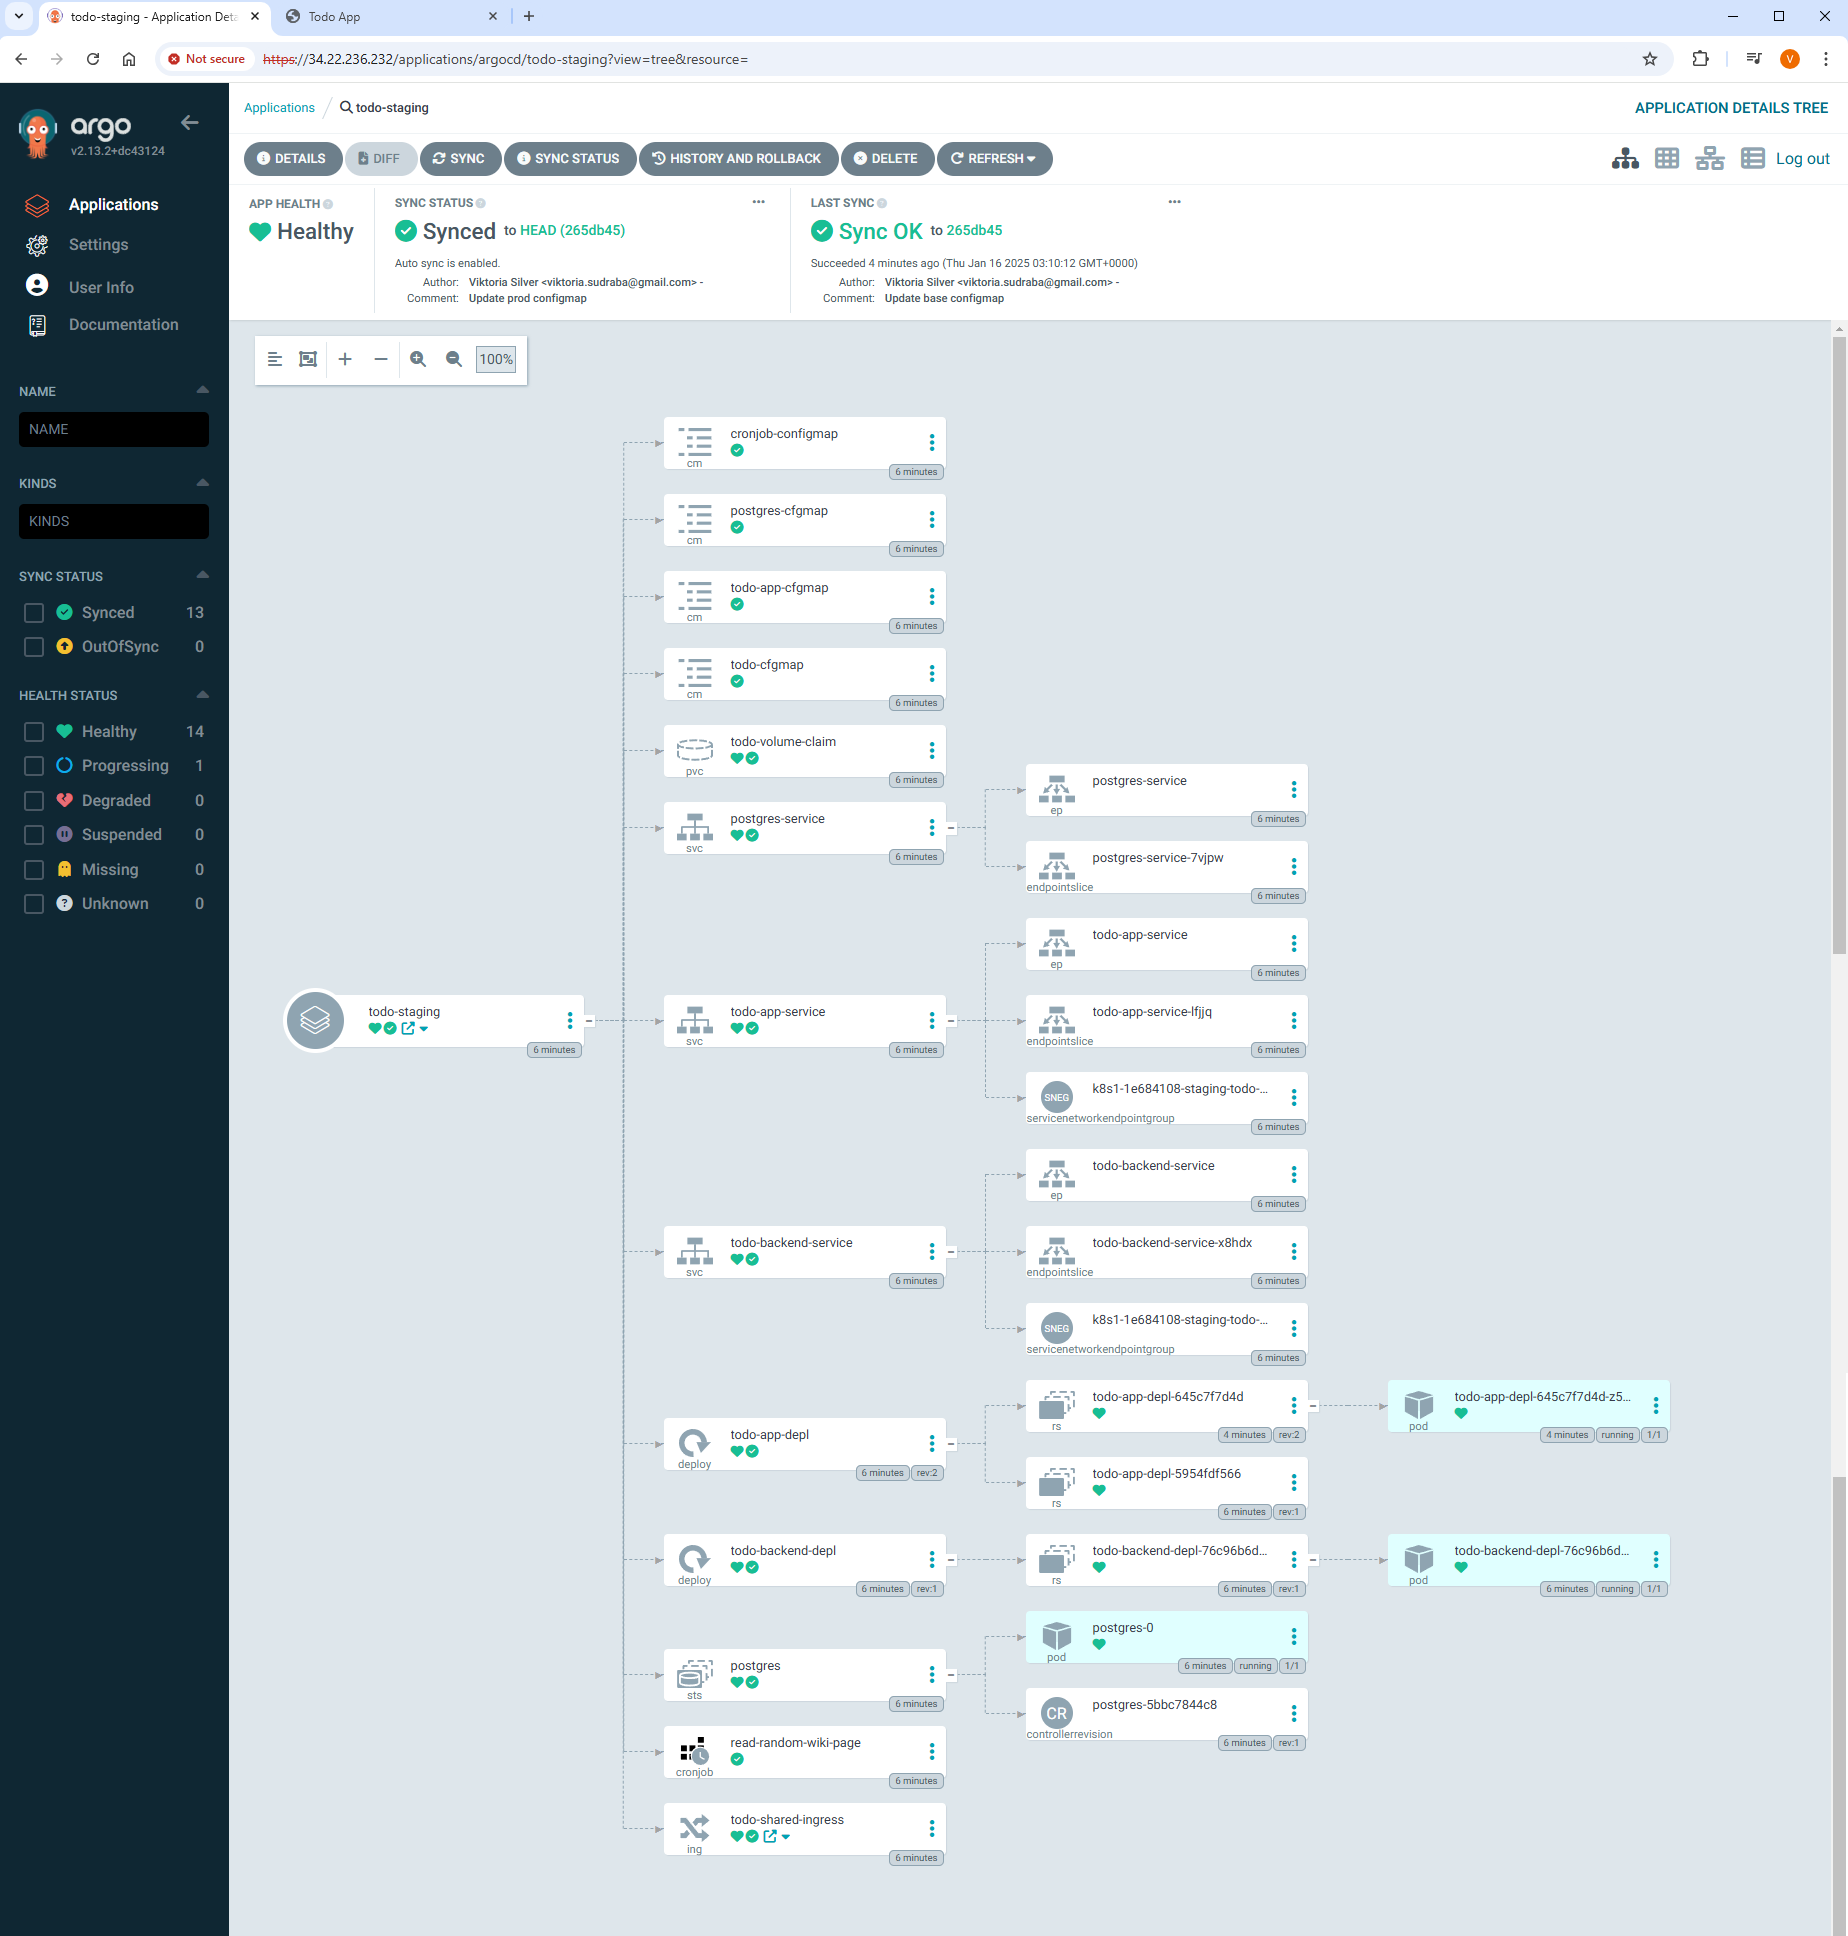 todo-staging - Application Deta
Todo App
Not secure
https://34.22.236.232/applications/argocd/todo-staging?view=tree&resource=
V
argo
v2.13.2+dc43124
Applications
Settings
User Info
Documentation
NAME
NAME
KINDS
KINDS
SYNC STATUS
Synced 13
OutOfSync 0
HEALTH STATUS
Healthy 14
Progressing 1
Degraded 0
Suspended 0
Missing 0
Unknown 0
Applications / todo-staging
APPLICATION DETAILS TREE
DETAILS DIFF SYNC SYNC STATUS HISTORY AND ROLLBACK DELETE REFRESH
Log out
APP HEALTH
Healthy
SYNC STATUS
Synced to HEAD (265db45)
Auto sync is enabled.
Author: Viktoria Silver <viktoria.sudraba@gmail.com> -
Comment: Update prod configmap
LAST SYNC
Sync OK to 265db45
Succeeded 4 minutes ago (Thu Jan 16 2025 03:10:12 GMT+0000)
Author: Viktoria Silver <viktoria.sudraba@gmail.com> -
Comment: Update base configmap
100%
todo-staging
6 minutes
cronjob-configmap
cm
6 minutes
postgres-cfgmap
cm
6 minutes
todo-app-cfgmap
cm
6 minutes
todo-cfgmap
cm
6 minutes
todo-volume-claim
pvc
6 minutes
postgres-service
svc
6 minutes
postgres-service
ep
6 minutes
postgres-service-7vjpw
endpointslice
6 minutes
todo-app-service
svc
6 minutes
todo-app-service
ep
6 minutes
todo-app-service-lfjjq
endpointslice
6 minutes
SNEG
k8s1-1e684108-staging-todo-...
servicenetworkendpointgroup
6 minutes
todo-backend-service
svc
6 minutes
todo-backend-service
ep
6 minutes
todo-backend-service-x8hdx
endpointslice
6 minutes
SNEG
k8s1-1e684108-staging-todo-...
servicenetworkendpointgroup
6 minutes
todo-app-depl
deploy
6 minutes rev:2
todo-app-depl-645c7f7d4d
rs
4 minutes rev:2
todo-app-depl-645c7f7d4d-z5...
pod
4 minutes running 1/1
todo-app-depl-5954fdf566
rs
6 minutes rev:1
todo-backend-depl
deploy
6 minutes rev:1
todo-backend-depl-76c96b6d...
rs
6 minutes rev:1
todo-backend-depl-76c96b6d...
pod
6 minutes running 1/1
postgres
sts
6 minutes
postgres-0
pod
6 minutes running 1/1
CR
postgres-5bbc7844c8
controllerrevision
6 minutes rev:1
read-random-wiki-page
cronjob
6 minutes
todo-shared-ingress
ing
6 minutes